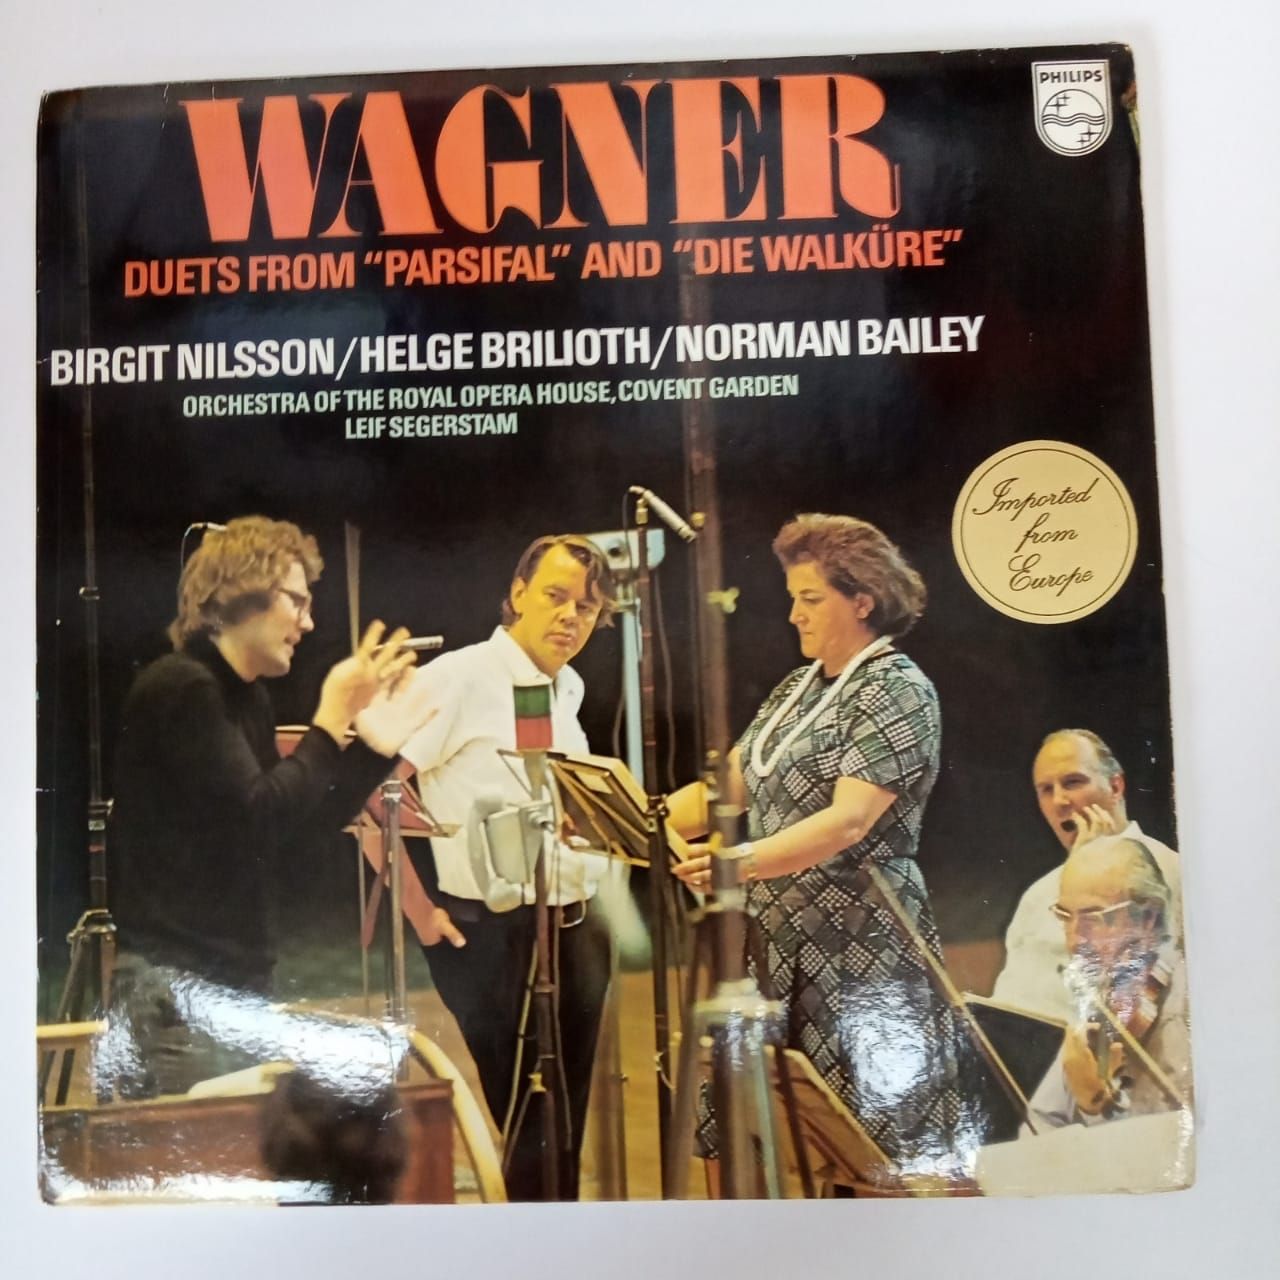 PHILIPS
WAGNER
DUETS FROM "PARSIFAL" AND "DIE WALKÜRE"
BIRGIT NILSSON/HELGE BRILIOTH/NORMAN BAILEY
ORCHESTRA OF THE ROYAL OPERA HOUSE, COVENT GARDEN
LEIF SEGERSTAM
Imported
from
Europe